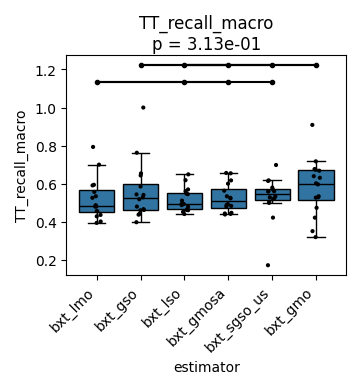 TT_recall_macro
p = 3.13e-01
TT_recall_macro
1.2
1.0
0.8
0.6
0.4
0.2
bxt_lmo
bxt_gso
bxt_lso
bxt_gmosa
bxt_sgso_us
bxt_gmo
estimator